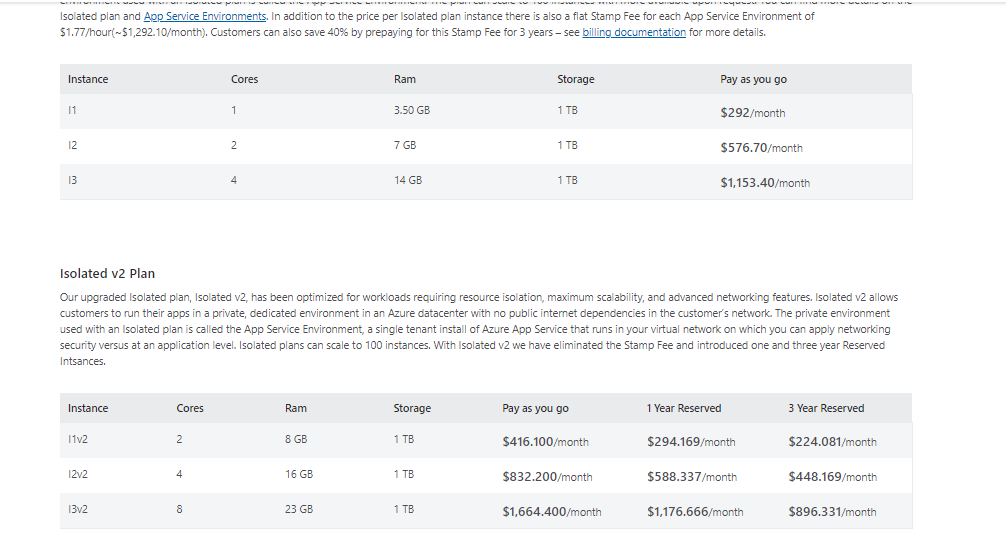 Isolated plan and App Service Environments. In addition to the price per Isolated plan instance there is also a flat Stamp Fee for each App Service Environment of
$1.77/hour(~$1,292.10/month). Customers can also save 40% by prepaying for this Stamp Fee for 3 years – see billing documentation for more details.
Instance Cores Ram Storage Pay as you go
I1 1 3.50 GB 1 TB $292/month
I2 2 7 GB 1 TB $576.70/month
I3 4 14 GB 1 TB $1,153.40/month
Isolated v2 Plan
Our upgraded Isolated plan, Isolated v2, has been optimized for workloads requiring resource isolation, maximum scalability, and advanced networking features. Isolated v2 allows
customers to run their apps in a private, dedicated environment in an Azure datacenter with no public internet dependencies in the customer's network. The private environment
used with an Isolated plan is called the App Service Environment, a single tenant install of Azure App Service that runs in your virtual network on which you can apply networking
security versus at an application level. Isolated plans can scale to 100 instances. With Isolated v2 we have eliminated the Stamp Fee and introduced one and three year Reserved
Intsances.
Instance Cores Ram Storage Pay as you go 1 Year Reserved 3 Year Reserved
I1v2 2 8 GB 1 TB $416.100/month $294.169/month $224.081/month
I2v2 4 16 GB 1 TB $832.200/month $588.337/month $448.169/month
I3v2 8 23 GB 1 TB $1,664.400/month $1,176.666/month $896.331/month